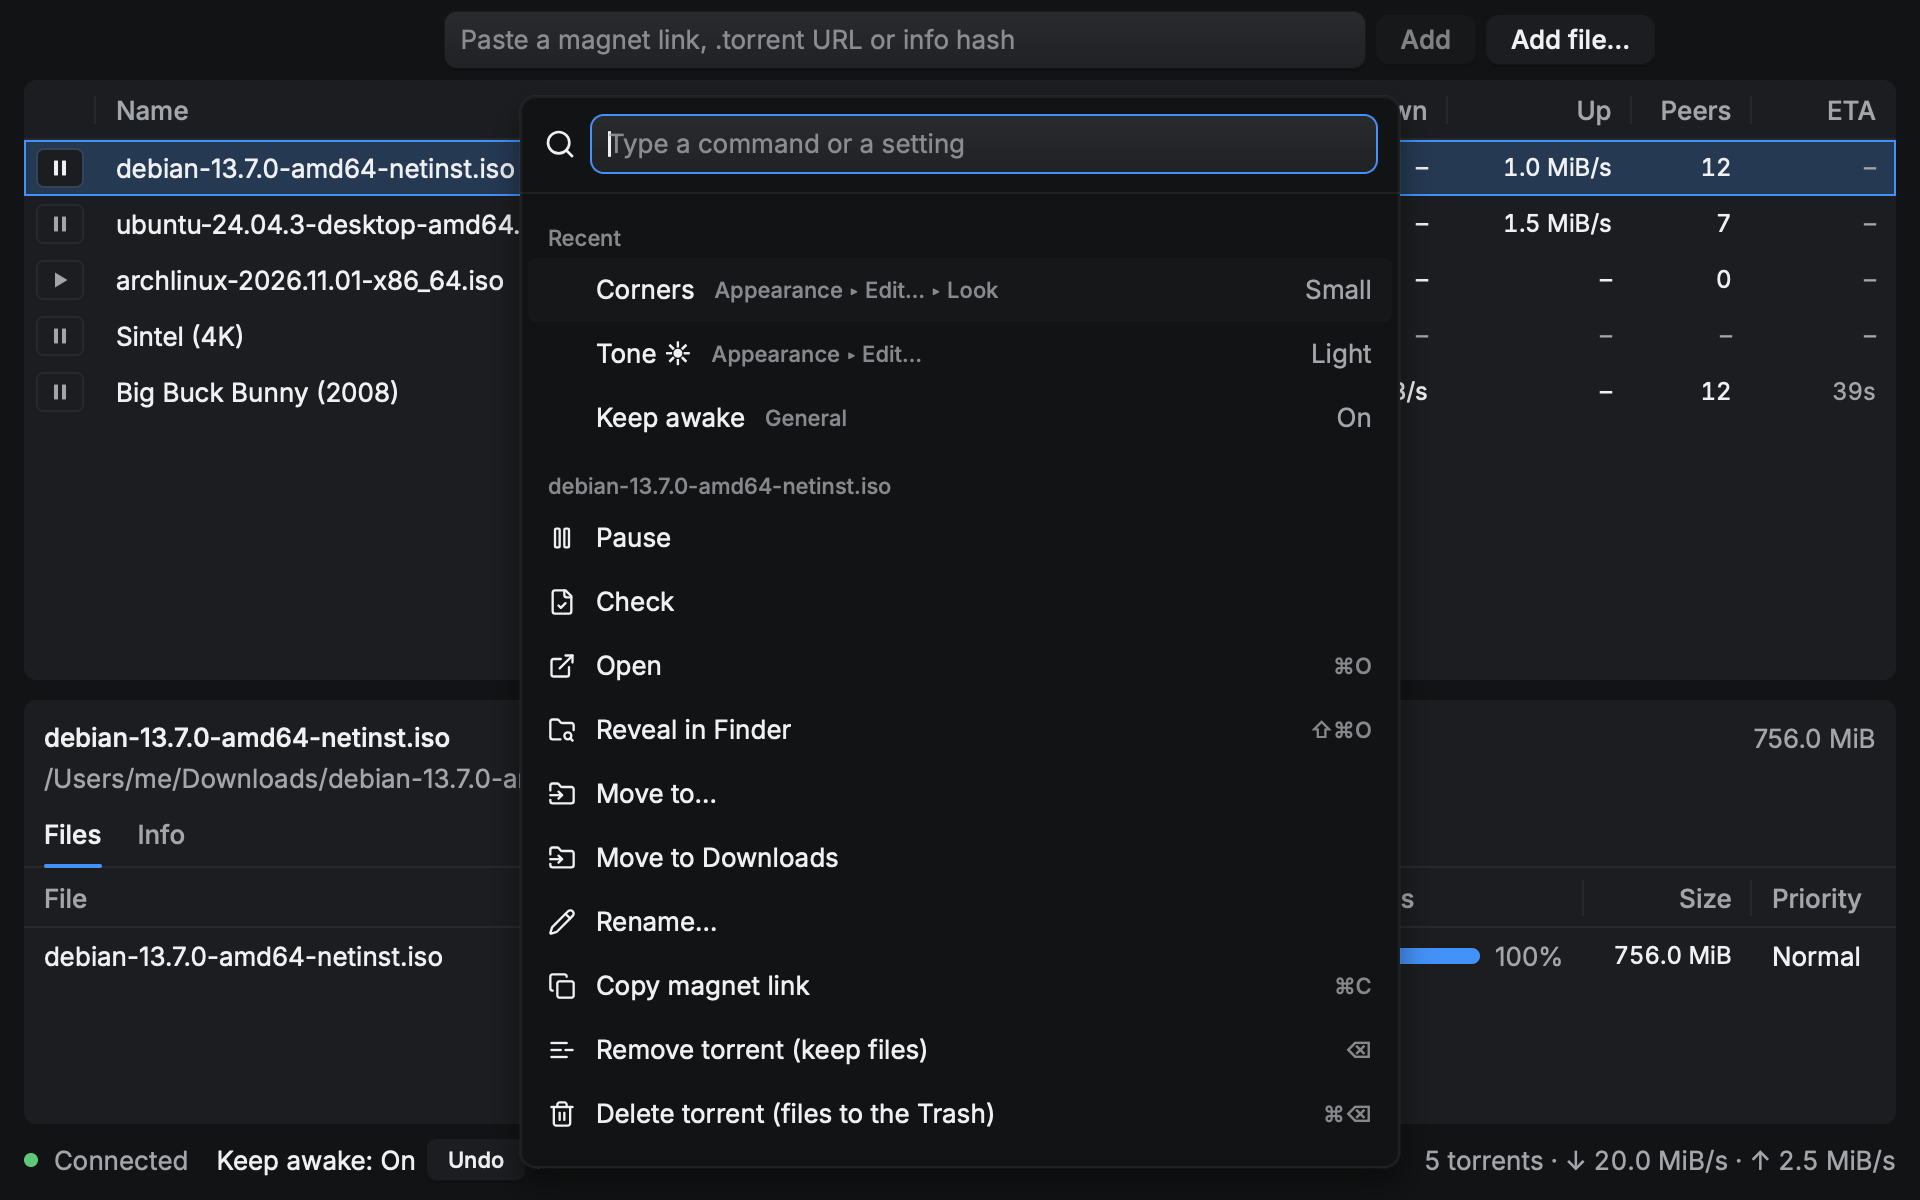 Paste a magnet link, .torrent URL or info hash
Add
Add file...
Name
Up
Peers
ETA
Type a command or a setting
debian-13.7.0-amd64-netinst.iso
–
1.0 MiB/s
12
–
ubuntu-24.04.3-desktop-amd64.
–
1.5 MiB/s
7
–
Recent
archlinux-2026.11.01-x86_64.iso
Corners Appearance ▸ Edit... ▸ Look Small
–
–
0
–
Sintel (4K)
Tone ☀ Appearance ▸ Edit... Light
–
–
–
–
Big Buck Bunny (2008)
Keep awake General On
/s
–
12
39s
debian-13.7.0-amd64-netinst.iso
Pause
Check
Open ⌘O
Reveal in Finder ⇧⌘O
Move to...
Move to Downloads
Rename...
Copy magnet link ⌘C
Remove torrent (keep files) ⌫
Delete torrent (files to the Trash) ⌘⌫
debian-13.7.0-amd64-netinst.iso
756.0 MiB
/Users/me/Downloads/debian-13.7.0-a
Files
Info
File
s
Size
Priority
debian-13.7.0-amd64-netinst.iso
100%
756.0 MiB
Normal
Connected
Keep awake: On
Undo
5 torrents · ↓ 20.0 MiB/s · ↑ 2.5 MiB/s